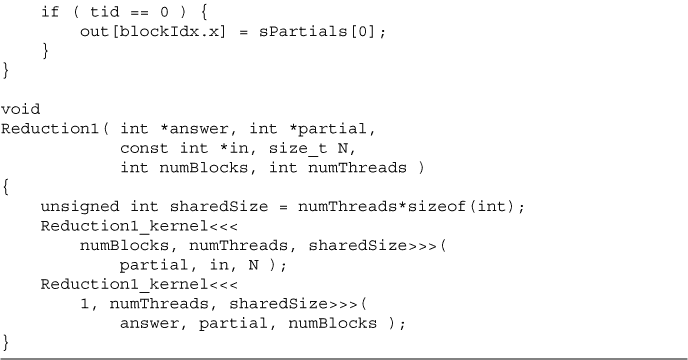 if ( tid == 0 ) {
        out[blockIdx.x] = sPartials[0];
    }
}
void
Reduction1( int *answer, int *partial,
            const int *in, size_t N,
            int numBlocks, int numThreads )
{
    unsigned int sharedSize = numThreads*sizeof(int);
    Reduction1_kernel<<<
        numBlocks, numThreads, sharedSize>>>(
            partial, in, N );
    Reduction1_kernel<<<
        1, numThreads, sharedSize>>>(
            answer, partial, numBlocks );
}